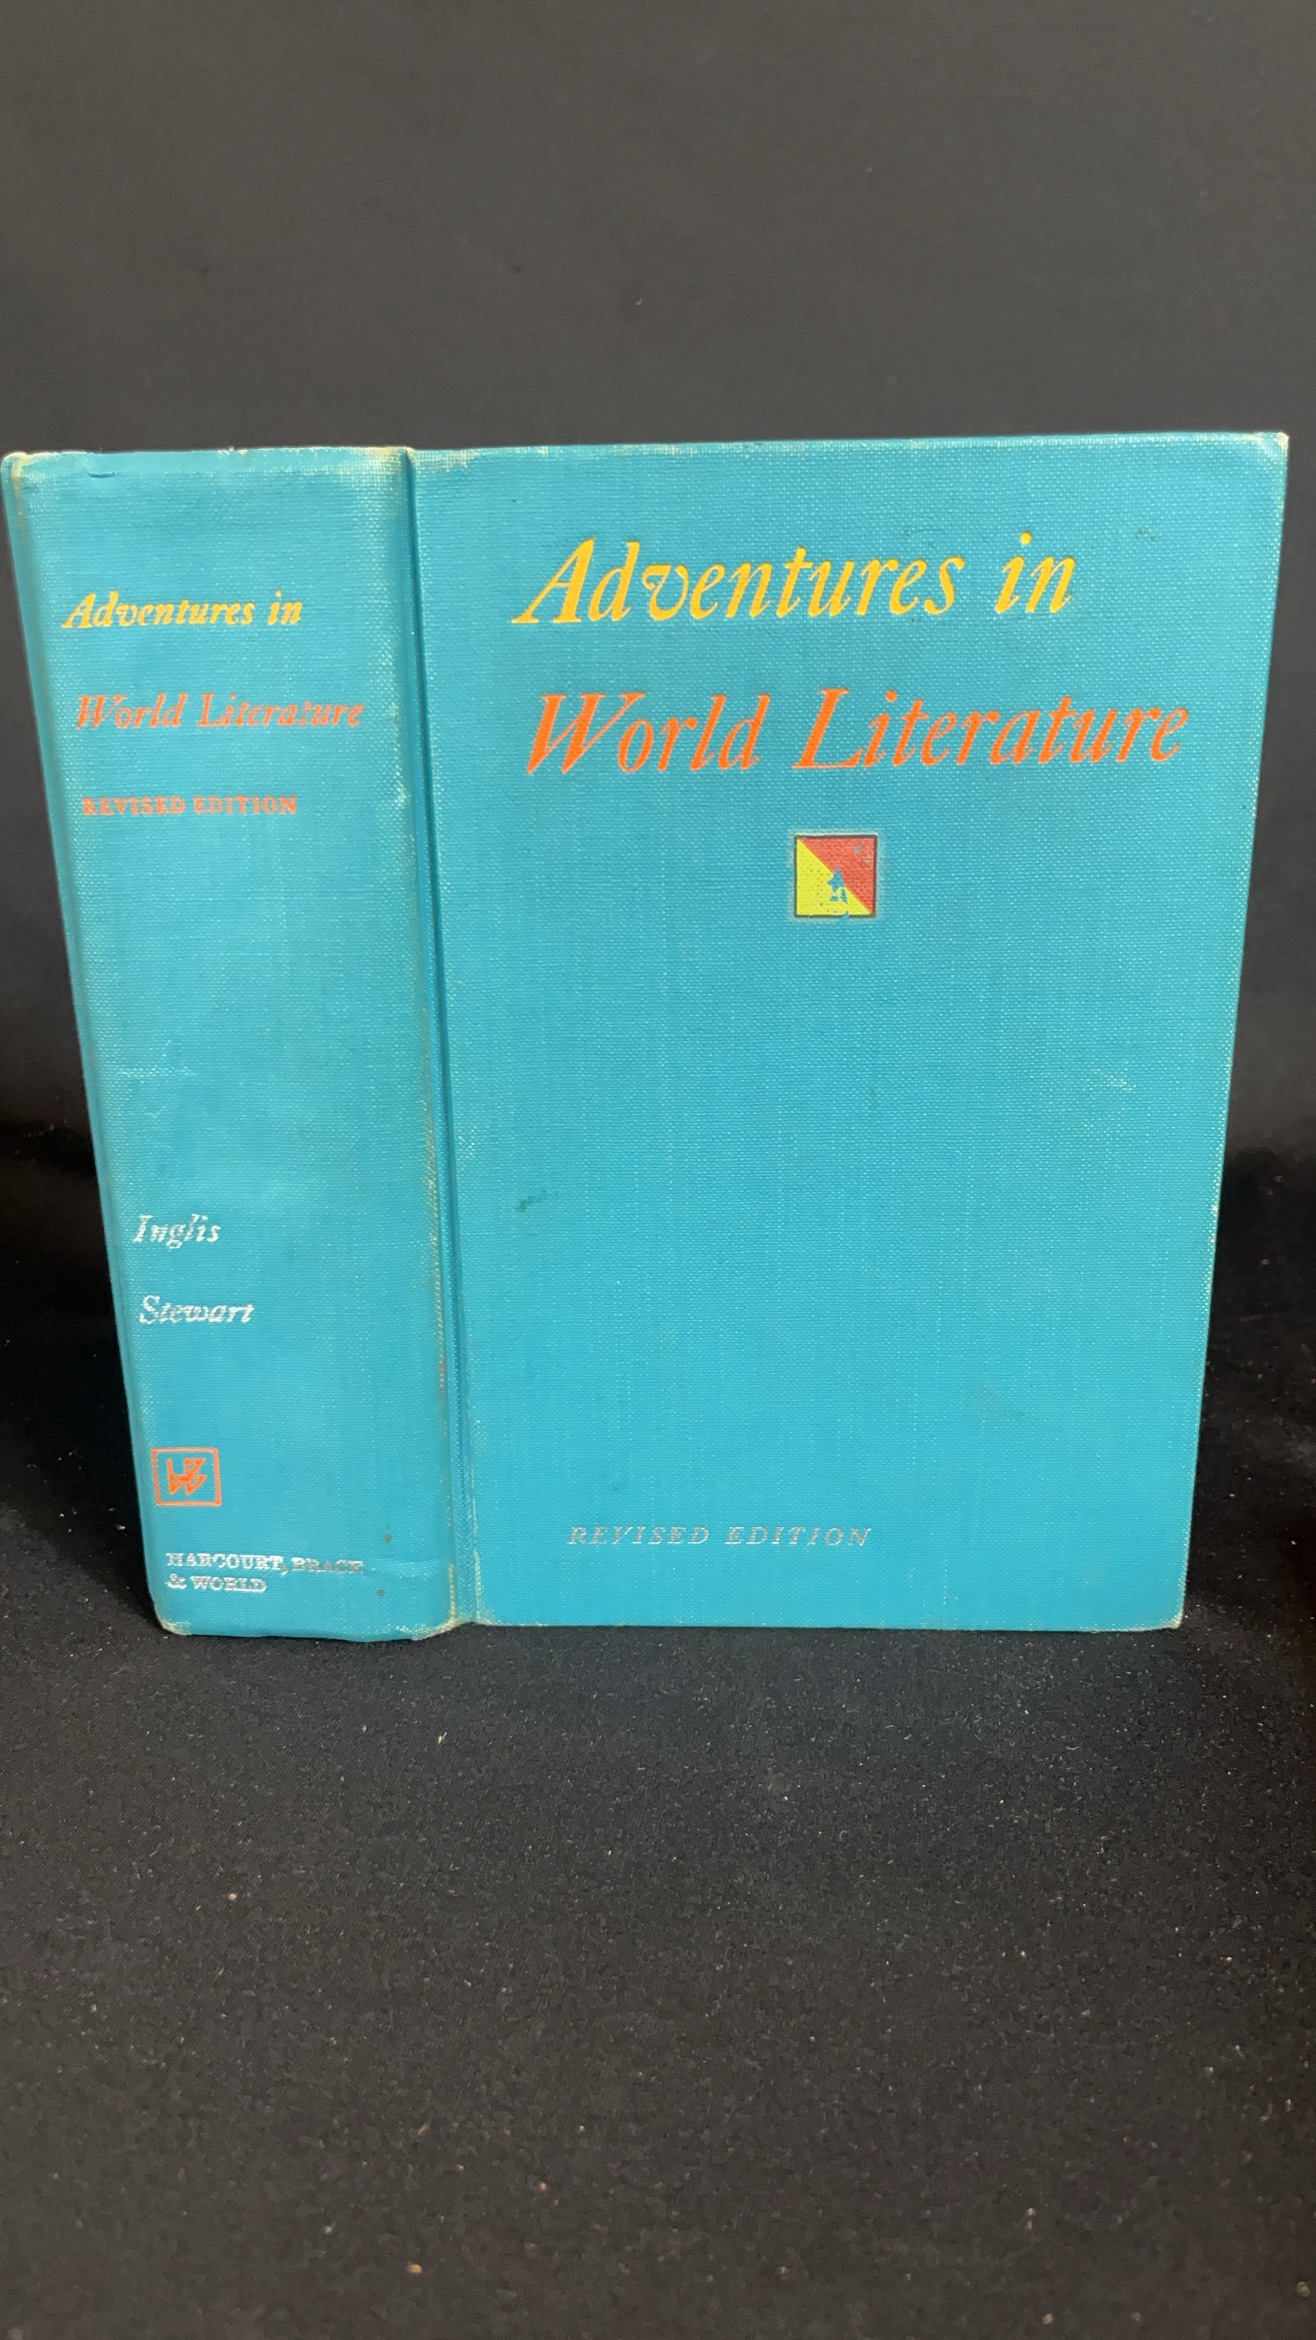 Adventures in
World Literature
REVISED EDITION
Inglis
Stewart
HARCOURT, BRACE
& WORLD
Adventures in
World Literature
REVISED EDITION